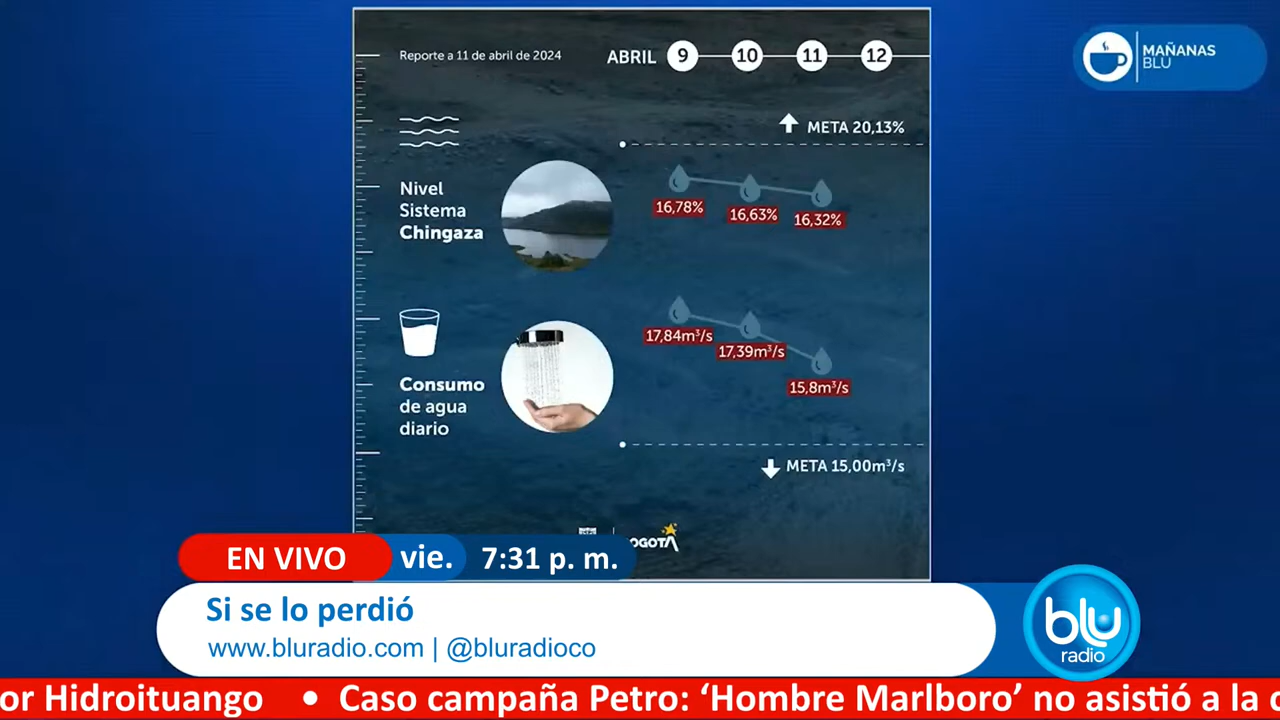 Reporte a 11 de abril de 2024
ABRIL 9 10 11 12
MAÑANAS
BLU
META 20,13%
Nivel
Sistema
Chingaza
16,78%
16,63%
16,32%
17,84m³/s
17,39m³/s
15,8m³/s
Consumo
de agua
diario
META 15,00m³/s
OGOTÁ
EN VIVO vie. 7:31 p. m.
Si se lo perdió
www.bluradio.com | @bluradioco
blu
radio
or Hidroituango • Caso campaña Petro: ‘Hombre Marlboro’ no asistió a la c